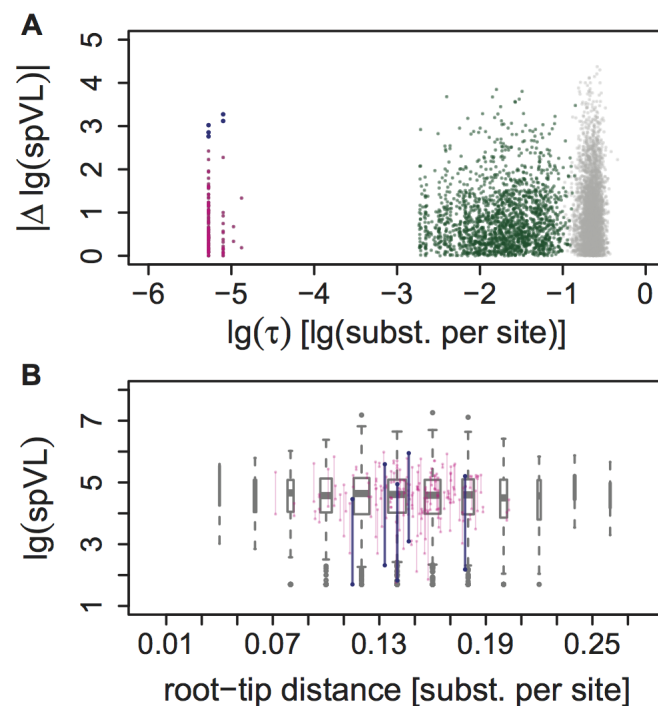 A
5
4
3
2
1
0
|Δ lg(spVL)|
−6 −5 −4 −3 −2 −1 0
lg(τ) [lg(subst. per site)]
B
7
5
3
1
lg(spVL)
0.01 0.07 0.13 0.19 0.25
root−tip distance [subst. per site]